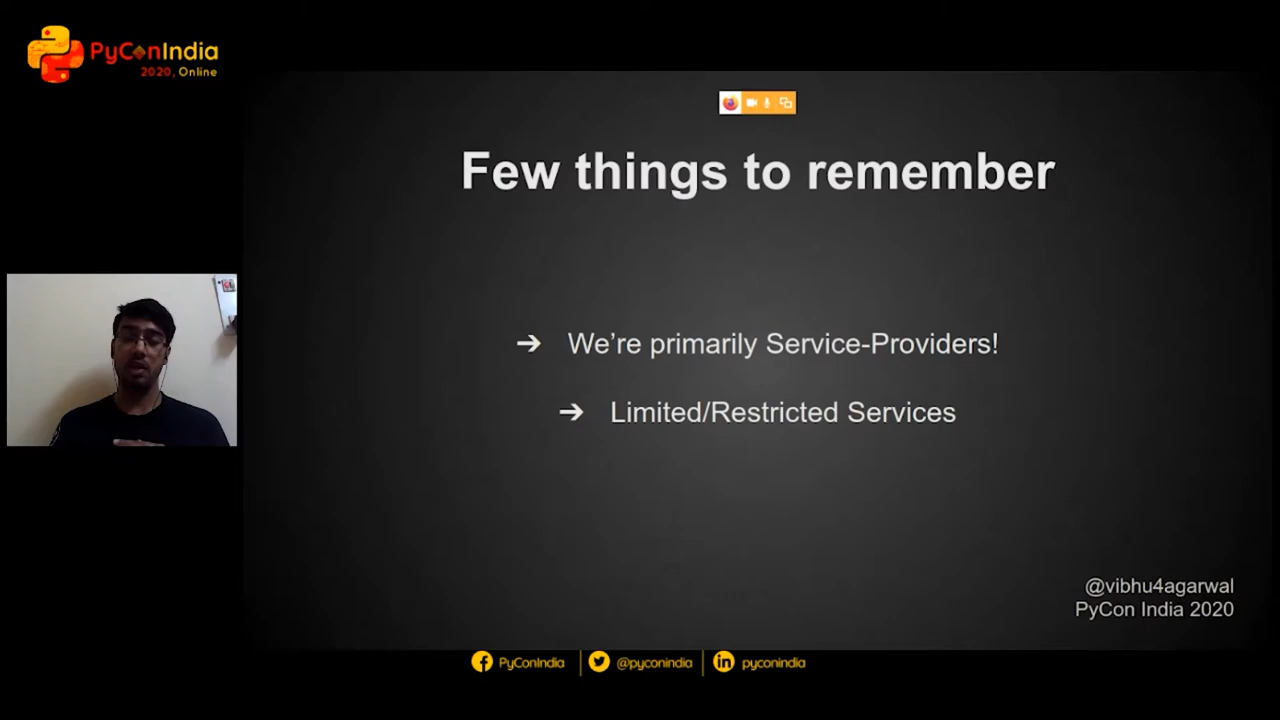 PyConIndia
2020, Online
Few things to remember
➔ We’re primarily Service-Providers!
➔ Limited/Restricted Services
@vibhu4agarwal
PyCon India 2020
PyConIndia
@pyconindia
pyconindia